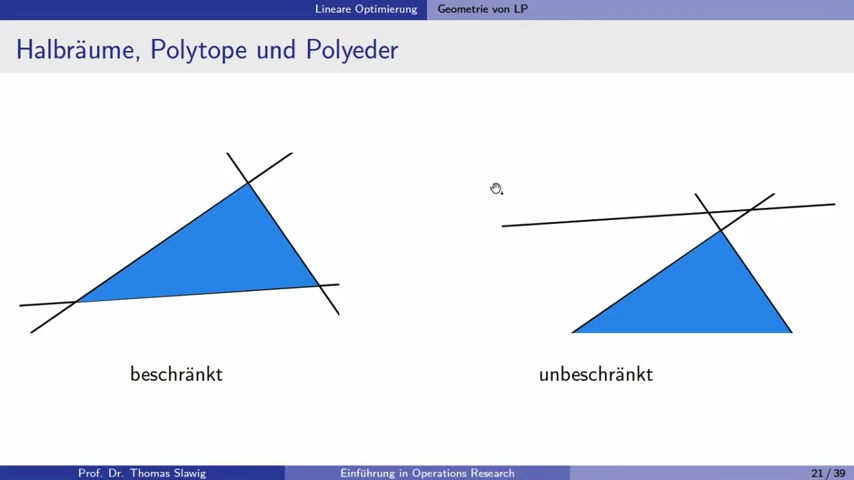 Lineare Optimierung Geometrie von LP
Halbräume, Polytope und Polyeder
beschränkt unbeschränkt
Prof. Dr. Thomas Slawig Einführung in Operations Research 21 / 39